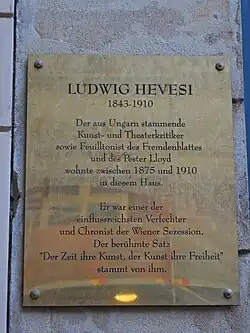 LUDWIG HEVESI
1843-1910
Der aus Ungarn stammende
Kunst- und Theaterkritiker
sowie Feuilltonist des Fremdenblattes
und des Pester Lloyd
wohnte zwischen 1875 und 1910
in diesem Haus.
Er war einer der
einflussreichsten Verfechter
und Chronist der Wiener Sezession.
Der berühmte Satz
"Der Zeit ihre Kunst, der Kunst ihre Freiheit"
stammt von ihm.